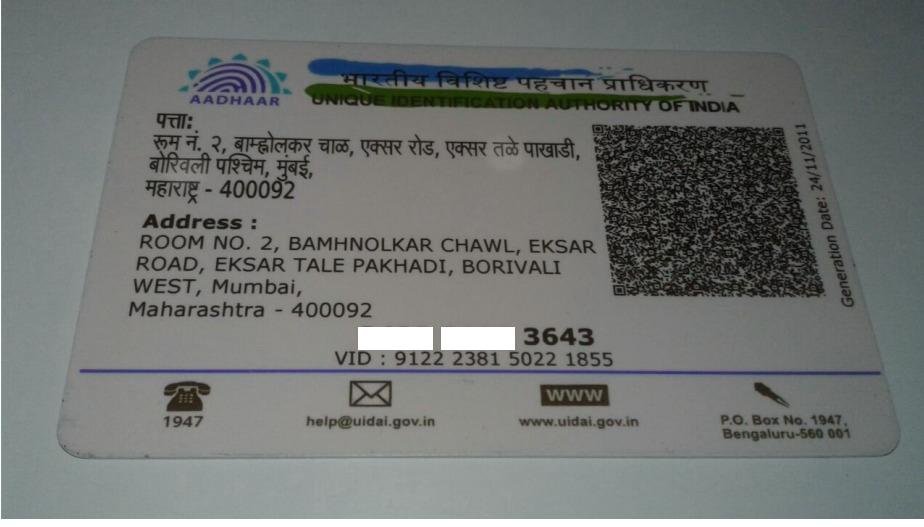 AADHAAR
भारतीय विशिष्ट पहचान प्राधिकरण
UNIQUE IDENTIFICATION AUTHORITY OF INDIA
पत्ता:
रूम नं. २, बाम्ह्नोलकर चाळ, एक्सर रोड, एक्सर तळे पाखाडी,
बोरिवली पश्चिम, मुंबई,
महाराष्ट्र - 400092
Address :
ROOM NO. 2, BAMHNOLKAR CHAWL, EKSAR
ROAD, EKSAR TALE PAKHADI, BORIVALI
WEST, Mumbai,
Maharashtra - 400092
Generation Date: 24/11/2011
3643
VID : 9122 2381 5022 1855
1947
help@uidai.gov.in
WWW
www.uidai.gov.in
P.O. Box No. 1947,
Bengaluru-560 001